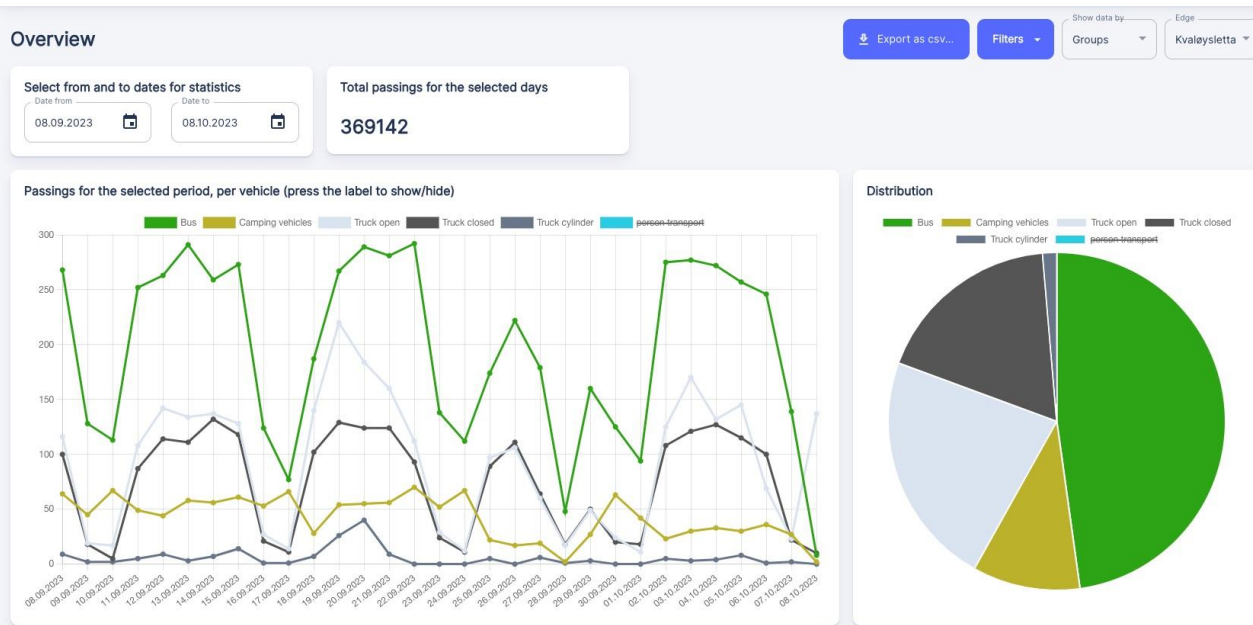 Overview
Export as csv...
Filters
Show data by
Groups
Edge
Kvaløysletta
Select from and to dates for statistics
Date from
08.09.2023
Date to
08.10.2023
Total passings for the selected days
369142
Passings for the selected period, per vehicle (press the label to show/hide)
Bus Camping vehicles Truck open Truck closed Truck cylinder person transport
300
250
200
150
100
50
0
08.09.2023 09.09.2023 10.09.2023 11.09.2023 12.09.2023 13.09.2023 14.09.2023 15.09.2023 16.09.2023 17.09.2023 18.09.2023 19.09.2023 20.09.2023 21.09.2023 22.09.2023 23.09.2023 24.09.2023 25.09.2023 26.09.2023 27.09.2023 28.09.2023 29.09.2023 30.09.2023 01.10.2023 02.10.2023 03.10.2023 04.10.2023 05.10.2023 06.10.2023 07.10.2023 08.10.2023
Distribution
Bus Camping vehicles Truck open Truck closed
Truck cylinder person transport